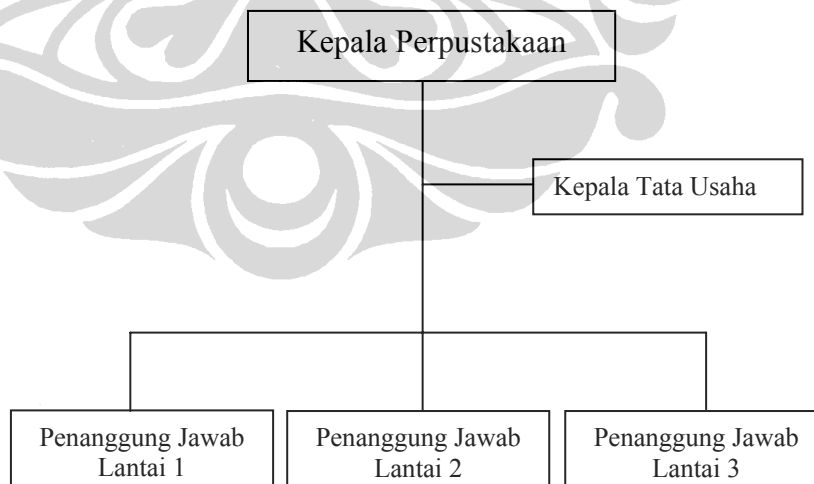 Kepala Perpustakaan
Kepala Tata Usaha
Penanggung Jawab
Lantai 1
Penanggung Jawab
Lantai 2
Penanggung Jawab
Lantai 3